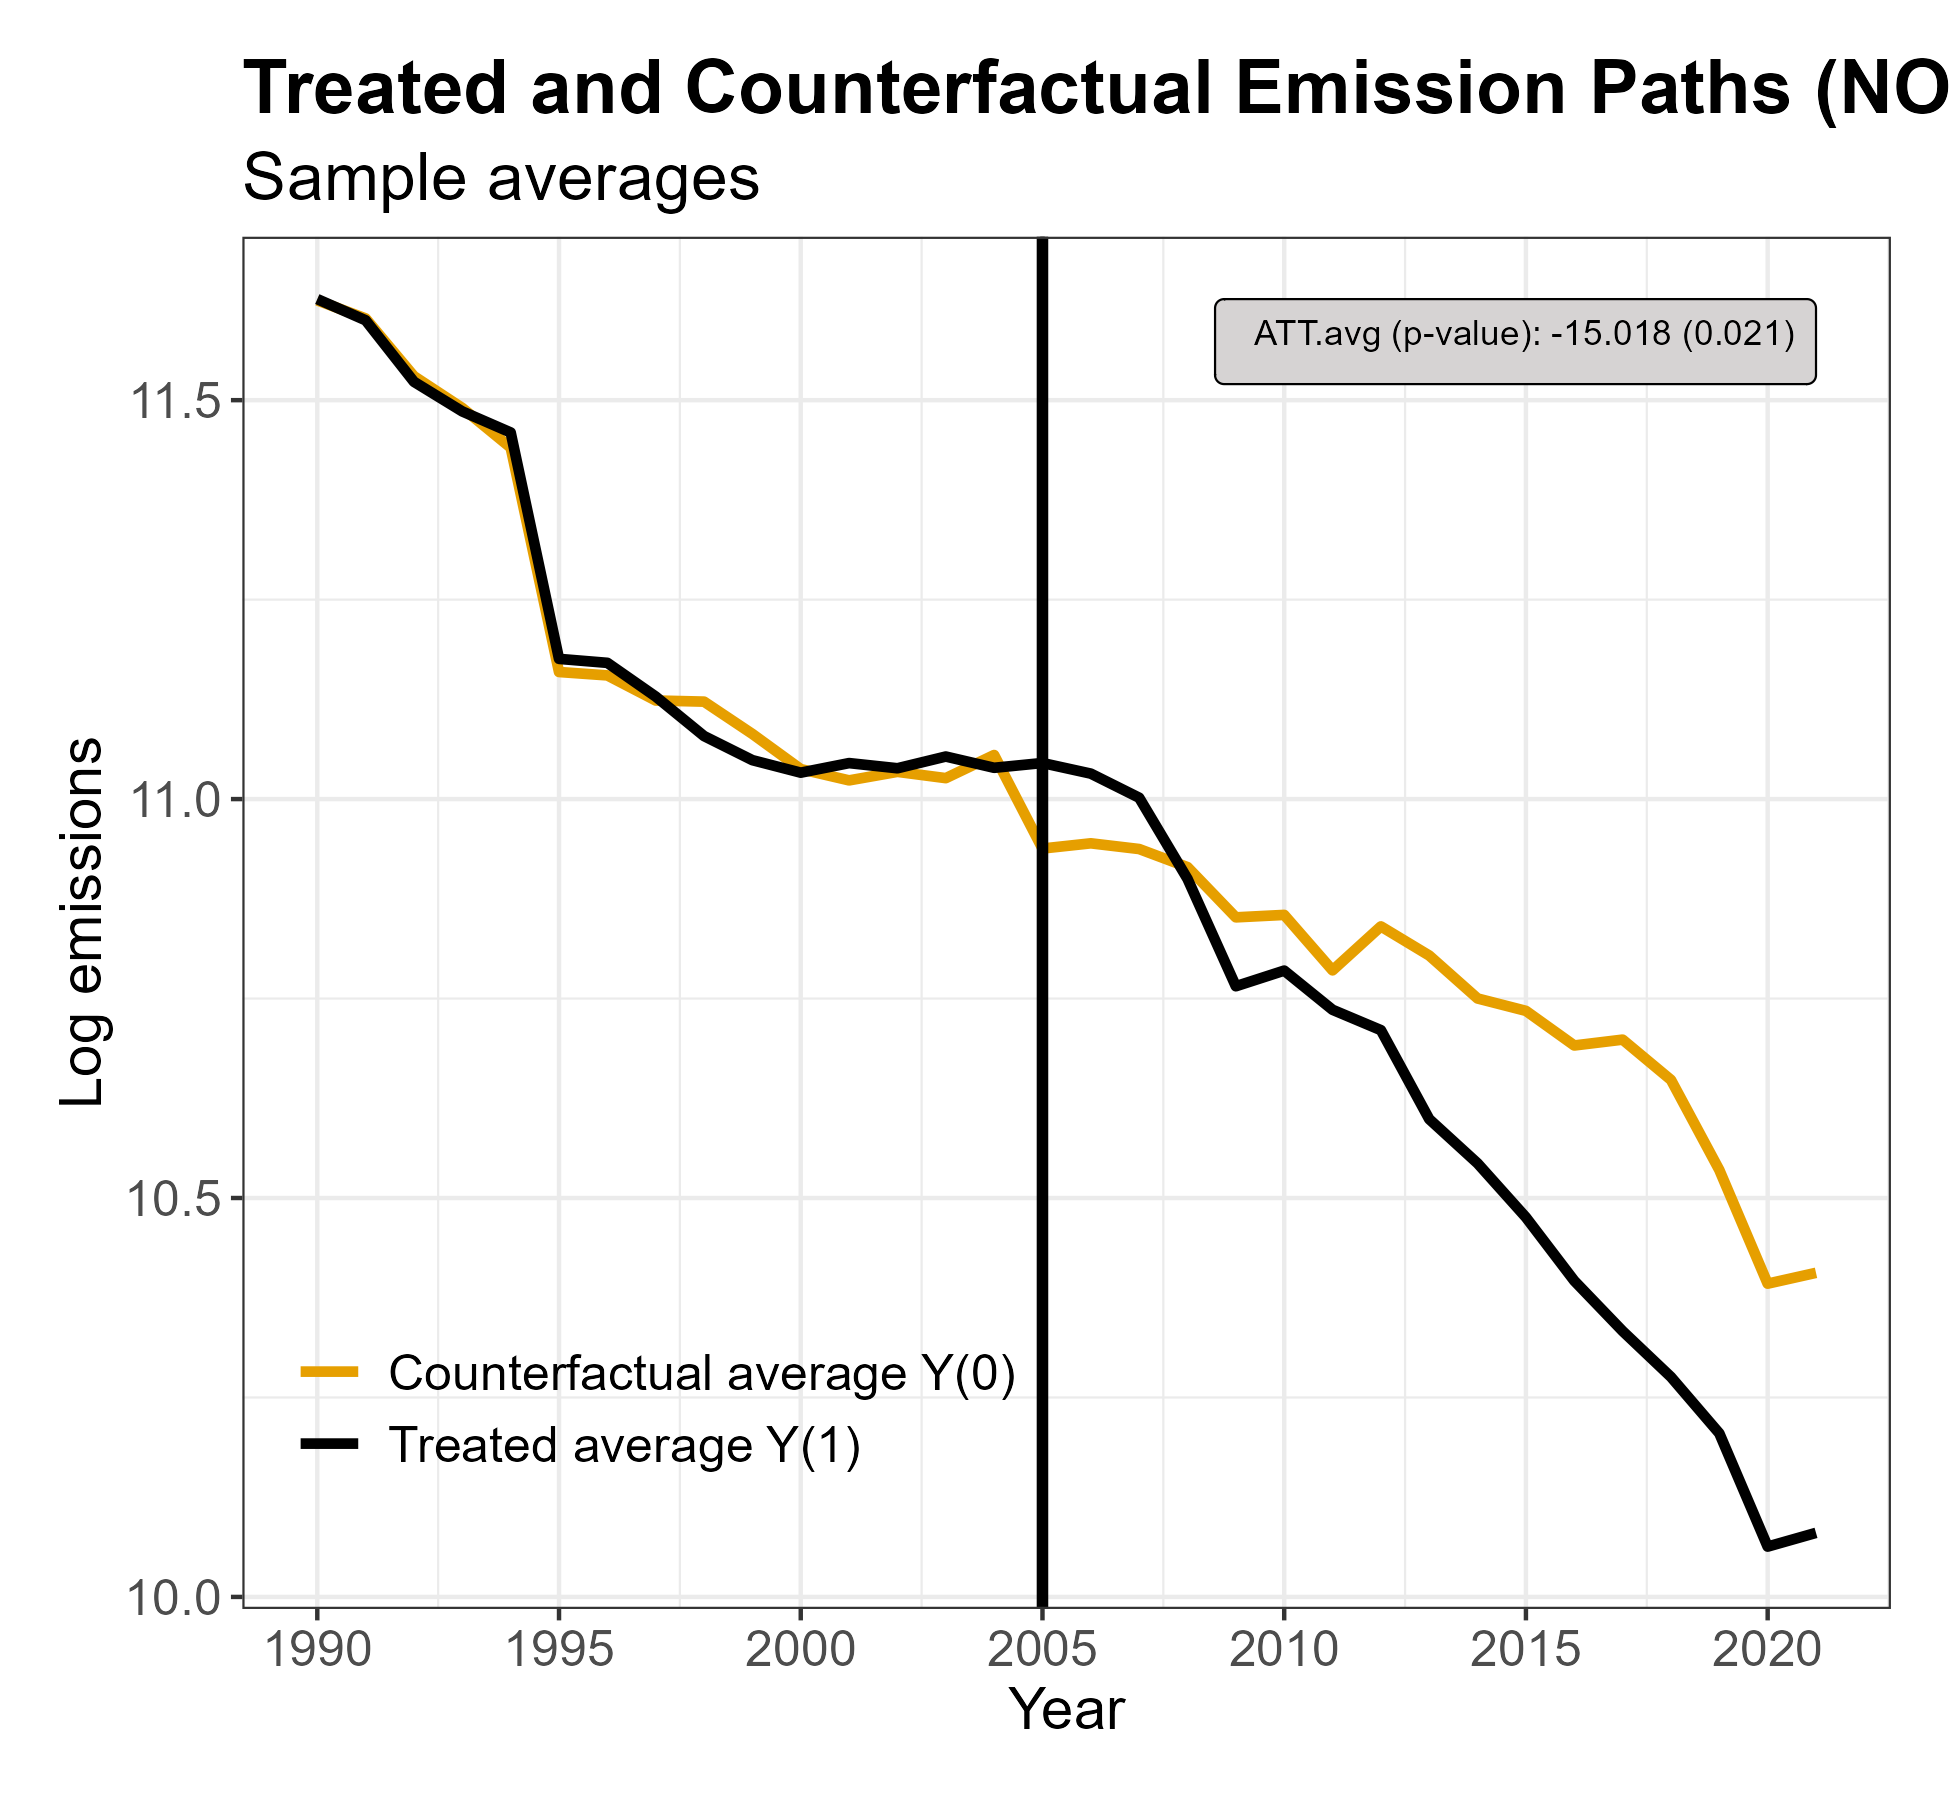 Treated and Counterfactual Emission Paths (NO
Sample averages
ATT.avg (p-value): -15.018 (0.021)
11.5
11.0
10.5
10.0
Log emissions
Counterfactual average Y(0)
Treated average Y(1)
1990 1995 2000 2005 2010 2015 2020
Year